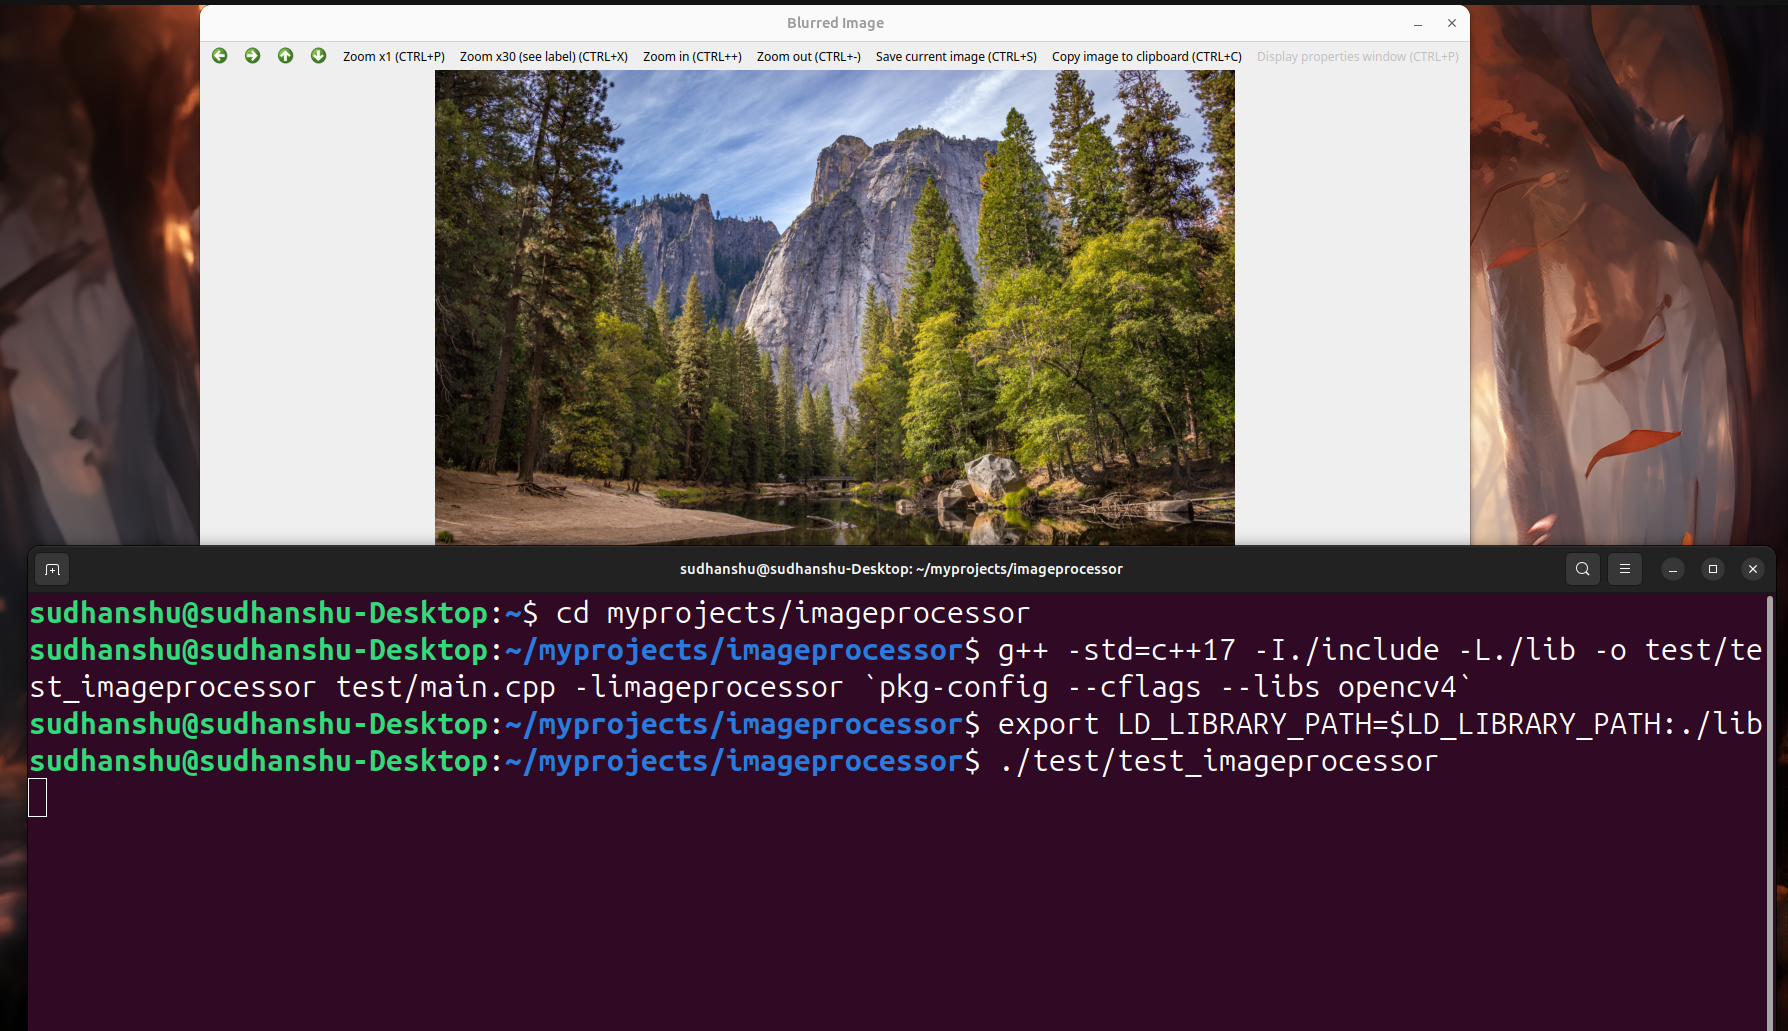 Blurred Image
Zoom x1 (CTRL+P) Zoom x30 (see label) (CTRL+X) Zoom in (CTRL++) Zoom out (CTRL+-) Save current image (CTRL+S) Copy image to clipboard (CTRL+C) Display properties window (CTRL+P)
sudhanshu@sudhanshu-Desktop: ~/myprojects/imageprocessor
sudhanshu@sudhanshu-Desktop:~$ cd myprojects/imageprocessor
sudhanshu@sudhanshu-Desktop:~/myprojects/imageprocessor$ g++ -std=c++17 -I./include -L./lib -o test/te
st_imageprocessor test/main.cpp -limageprocessor `pkg-config --cflags --libs opencv4`
sudhanshu@sudhanshu-Desktop:~/myprojects/imageprocessor$ export LD_LIBRARY_PATH=$LD_LIBRARY_PATH:./lib
sudhanshu@sudhanshu-Desktop:~/myprojects/imageprocessor$ ./test/test_imageprocessor